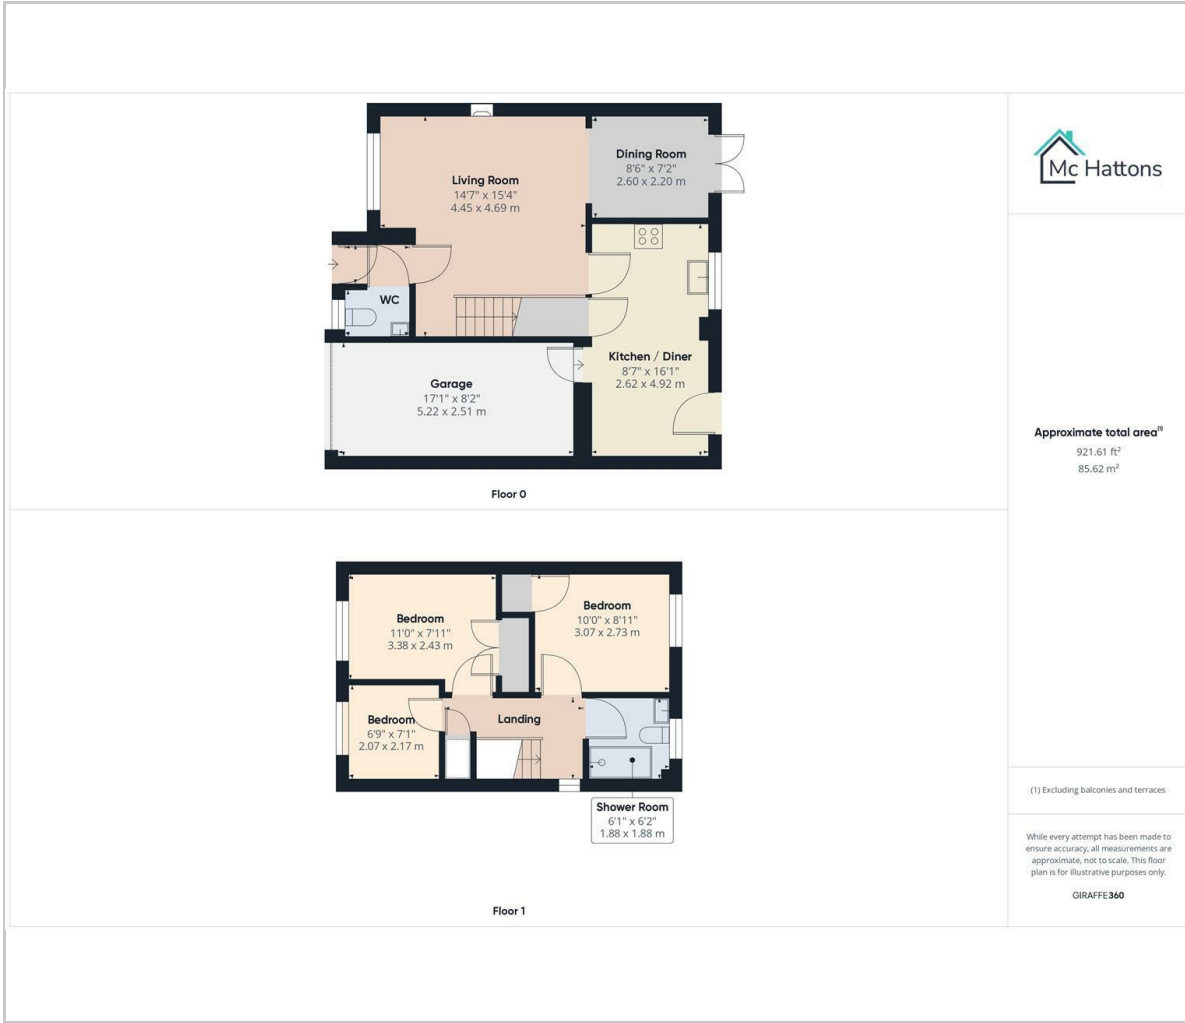 Living Room
14'7" x 15'4"
4.45 x 4.69 m
Dining Room
8'6" x 7'2"
2.60 x 2.20 m
WC
Kitchen / Diner
8'7" x 16'1"
2.62 x 4.92 m
Garage
17'1" x 8'2"
5.22 x 2.51 m
Floor 0
Bedroom
11'0" x 7'11"
3.38 x 2.43 m
Bedroom
10'0" x 8'11"
3.07 x 2.73 m
Bedroom
6'9" x 7'1"
2.07 x 2.17 m
Landing
Shower Room
6'1" x 6'2"
1.88 x 1.88 m
Floor 1
Mc Hattons
Approximate total area⁽¹⁾
921.61 ft²
85.62 m²
(1) Excluding balconies and terraces
While every attempt has been made to
ensure accuracy, all measurements are
approximate, not to scale. This floor
plan is for illustrative purposes only.
GIRAFFE360